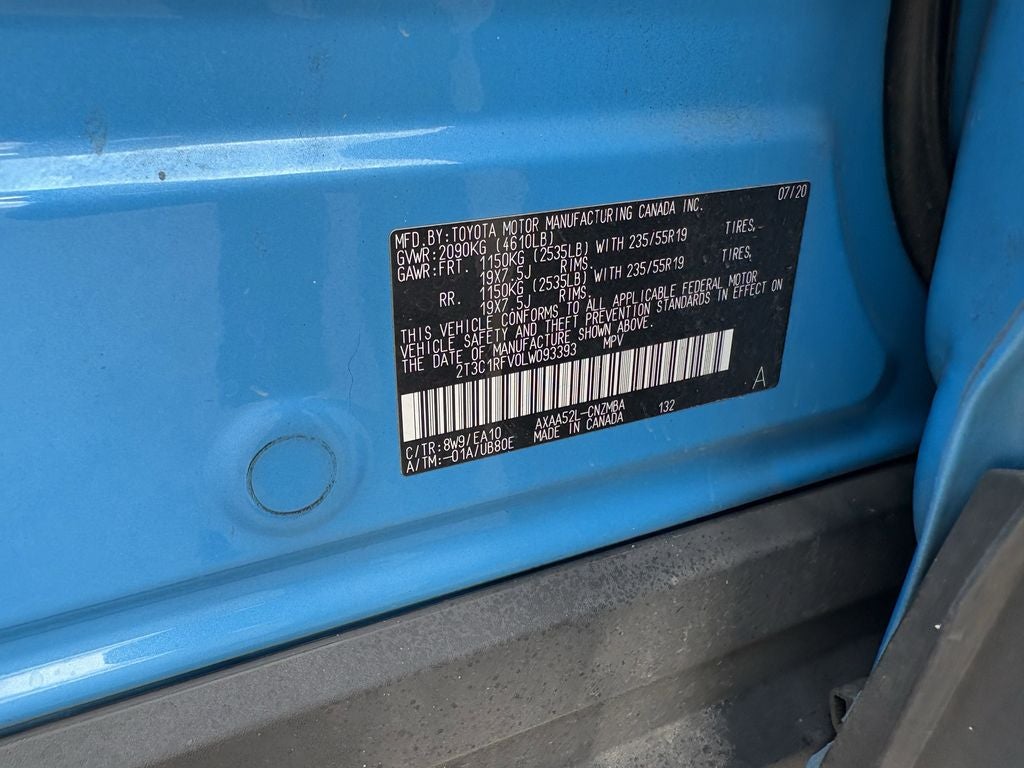 07/20
MFD.BY:TOYOTA MOTOR MANUFACTURING CANADA INC.
GVWR:2090KG (4610LB)
GAWR:FRT. 1150KG (2535LB) WITH 235/55R19 TIRES,
19X7.5J RIMS,
RR. 1150KG (2535LB) WITH 235/55R19 TIRES,
19X7.5J RIMS.
THIS VEHICLE CONFORMS TO ALL APPLICABLE FEDERAL MOTOR
VEHICLE SAFETY AND THEFT PREVENTION STANDARDS IN EFFECT ON
THE DATE OF MANUFACTURE SHOWN ABOVE.
2T3C1RFV0LW093393 MPV
A
C/TR:8W9/EA10 AXAA52L-CNZMBA 132
A/TM:-01A/UB80E MADE IN CANADA